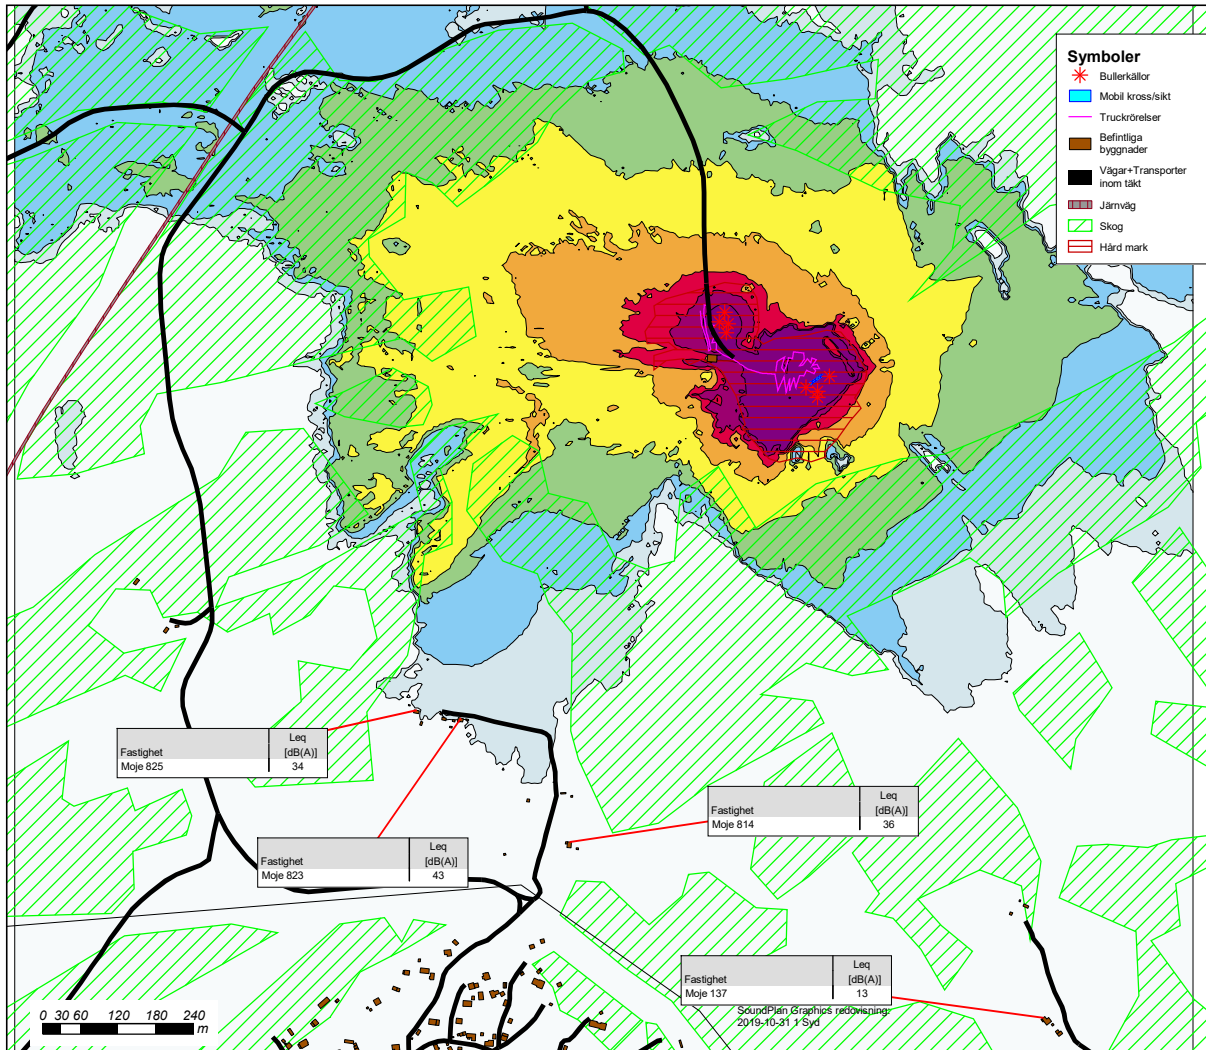 Symboler
Bullerkällor
Mobil kross/sikt
Truckrörelser
Befintliga
byggnader
Vägar+Transporter
inom täkt
Järnväg
Skog
Hård mark
Leq
Fastighet [dB(A)]
Moje 825 34
Leq
Fastighet [dB(A)]
Moje 814 36
Leq
Fastighet [dB(A)]
Moje 823 43
Leq
Fastighet [dB(A)]
Moje 137 13
SoundPlan Graphics redovisning:
2019-10-31 1 Syd
0 30 60 120 180 240
m